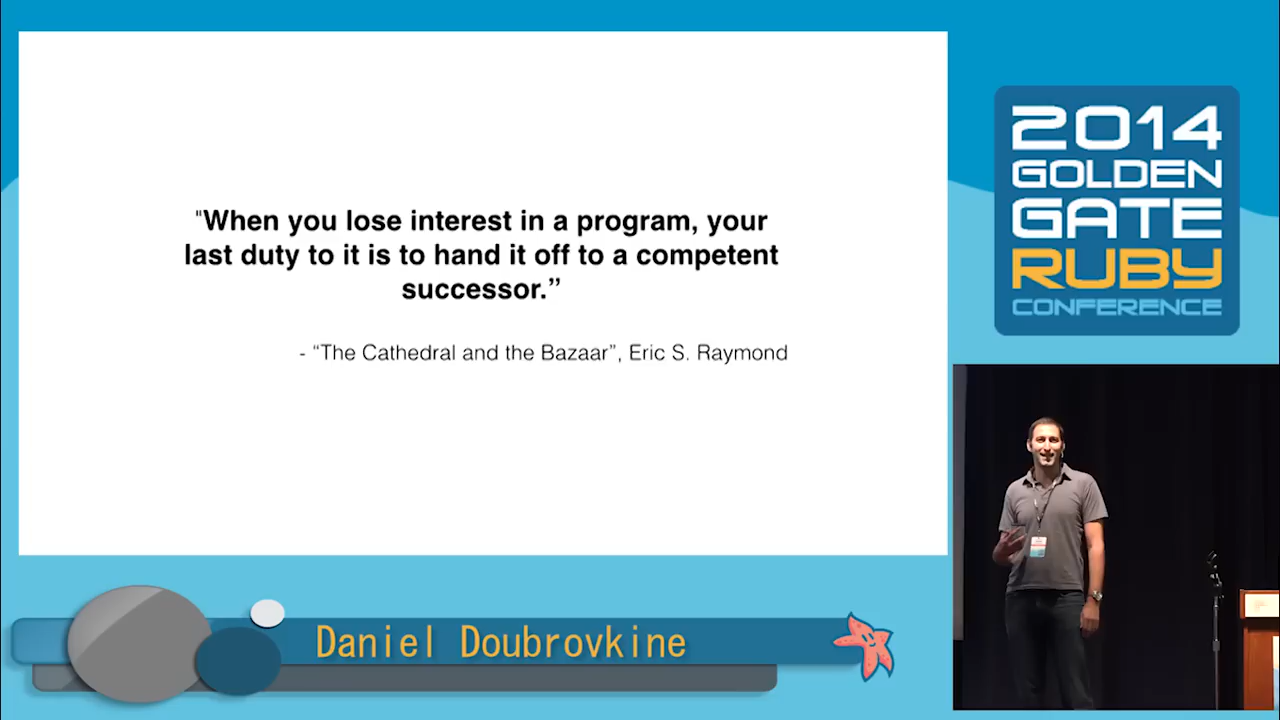 "When you lose interest in a program, your
last duty to it is to hand it off to a competent
successor.”
- “The Cathedral and the Bazaar”, Eric S. Raymond
2014
GOLDEN
GATE
RUBY
CONFERENCE
Daniel Doubrovkine